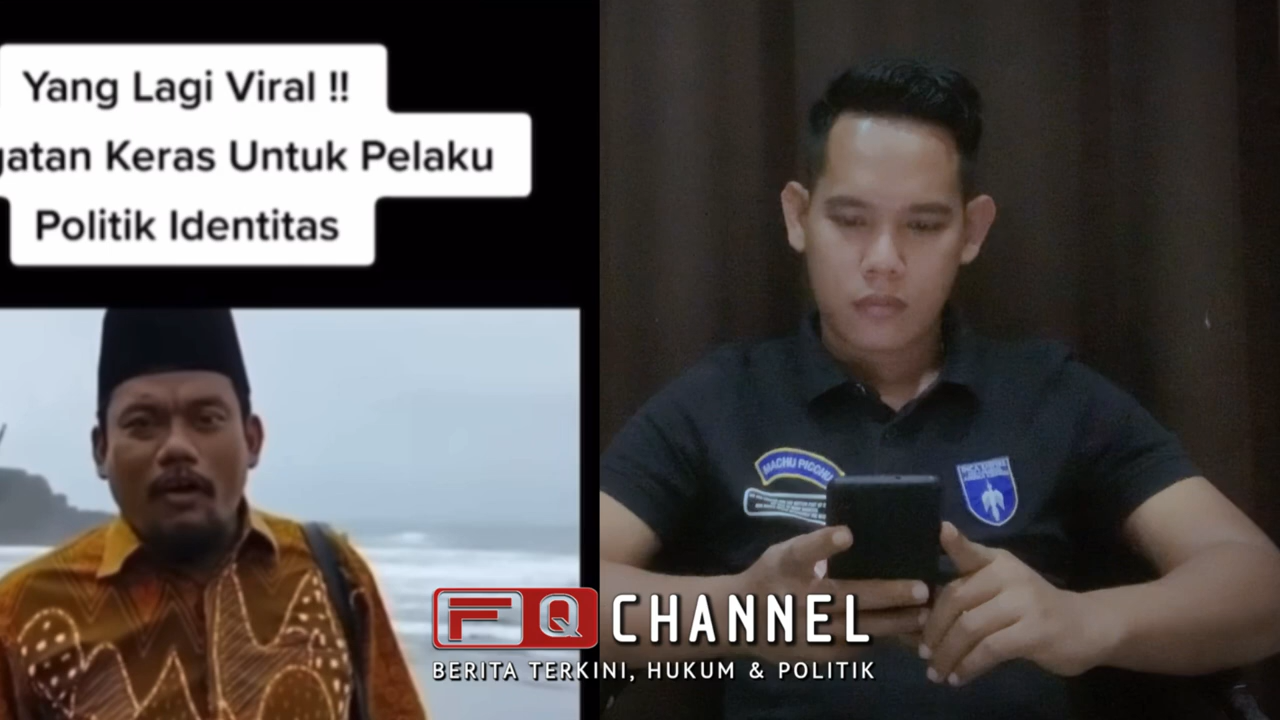 Yang Lagi Viral !!
gatan Keras Untuk Pelaku
Politik Identitas
MACHU PICCHU
FQ CHANNEL
BERITA TERKINI, HUKUM & POLITIK